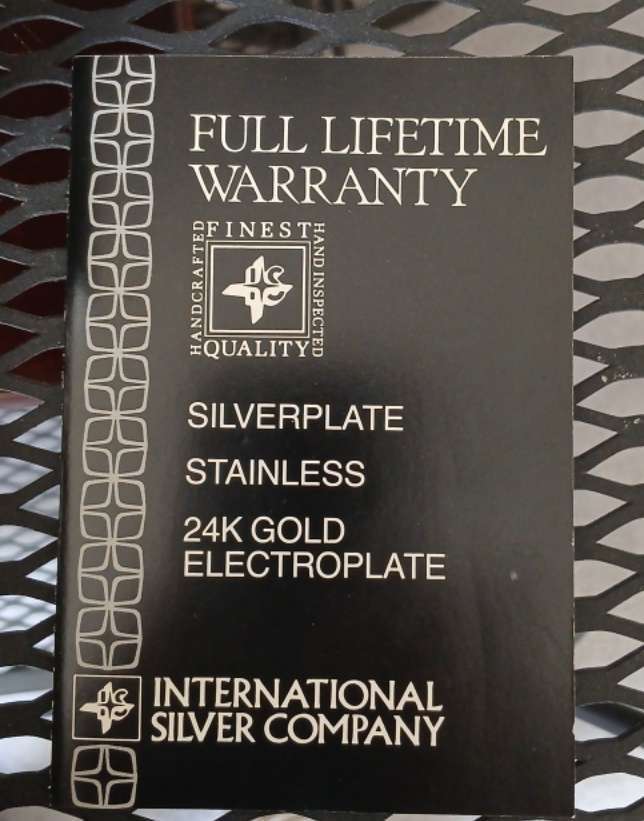 FULL LIFETIME
WARRANTY
FINEST
HANDCRAFTED
HAND INSPECTED
QUALITY
SILVERPLATE
STAINLESS
24K GOLD
ELECTROPLATE
INTERNATIONAL
SILVER COMPANY